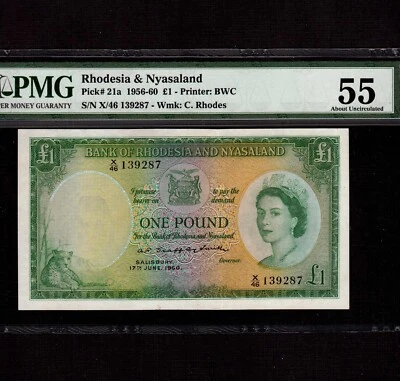 PMG
PAPER MONEY GUARANTY
Rhodesia & Nyasaland
Pick# 21a 1956-60 £1 - Printer: BWC
S/N X/46 139287 - Wmk: C. Rhodes
55
About Uncirculated
£1 BANK OF RHODESIA AND NYASALAND £1
X/46 139287
I promise to pay the
bearer on demand
ONE POUND
for the Bank of Rhodesia and Nyasaland.
SALISBURY, Governor.
17TH JUNE, 1960.
X/46 139287 £1